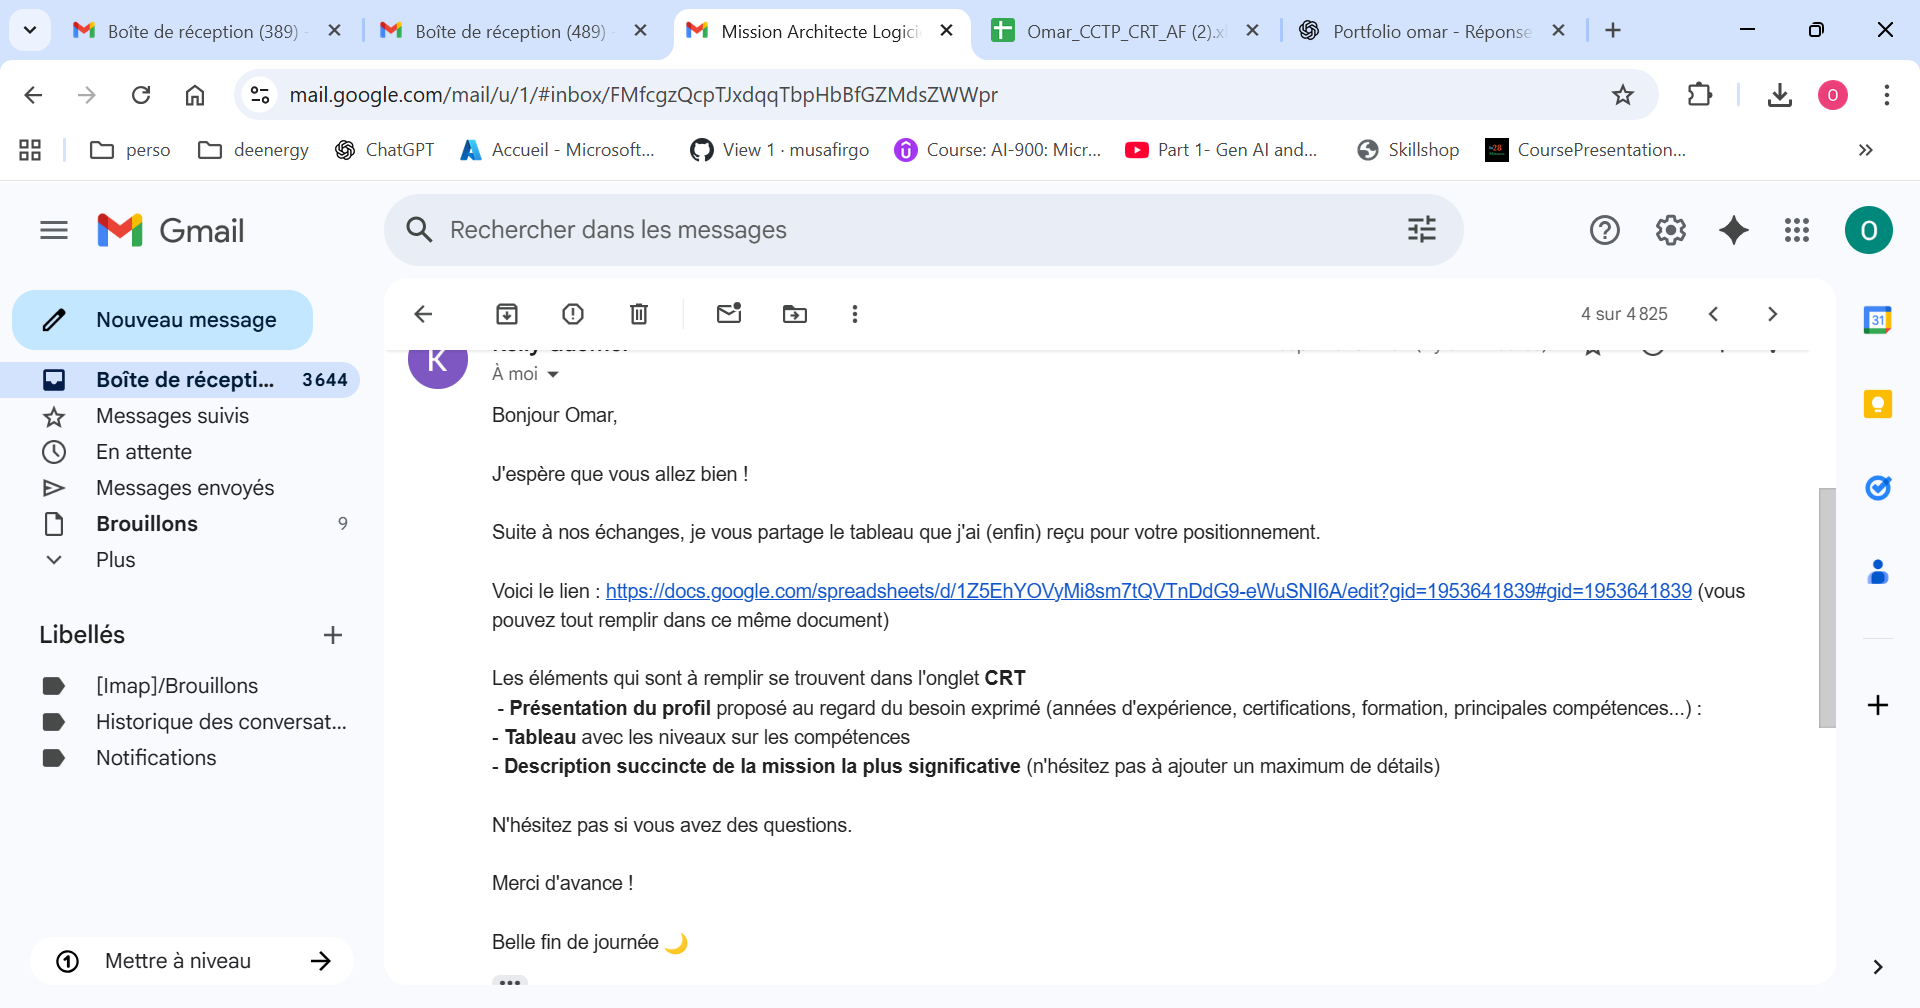 Boîte de réception (389)
Boîte de réception (489)
Mission Architecte Logici
Omar_CCTP_CRT_AF (2).x
Portfolio omar - Réponse
mail.google.com/mail/u/1/#inbox/FMfcgzQcpTJxdqqTbpHbBfGZMdsZWWpr
O
perso
deenergy
ChatGPT
Accueil - Microsoft...
View 1 · musafirgo
Course: AI-900: Micr...
Part 1- Gen AI and...
Skillshop
CoursePresentation...
Gmail
Rechercher dans les messages
O
Nouveau message
4 sur 4 825
31
Boîte de récepti... 3 644
Messages suivis
En attente
Messages envoyés
Brouillons 9
Plus
Libellés
[Imap]/Brouillons
Historique des conversat...
Notifications
Mettre à niveau
K
À moi
Bonjour Omar,
J'espère que vous allez bien !
Suite à nos échanges, je vous partage le tableau que j'ai (enfin) reçu pour votre positionnement.
Voici le lien : https://docs.google.com/spreadsheets/d/1Z5EhYOVyMi8sm7tQVTnDdG9-eWuSNI6A/edit?gid=1953641839#gid=1953641839 (vous
pouvez tout remplir dans ce même document)
Les éléments qui sont à remplir se trouvent dans l'onglet CRT
- Présentation du profil proposé au regard du besoin exprimé (années d'expérience, certifications, formation, principales compétences...) :
- Tableau avec les niveaux sur les compétences
- Description succincte de la mission la plus significative (n'hésitez pas à ajouter un maximum de détails)
N'hésitez pas si vous avez des questions.
Merci d'avance !
Belle fin de journée 🌙